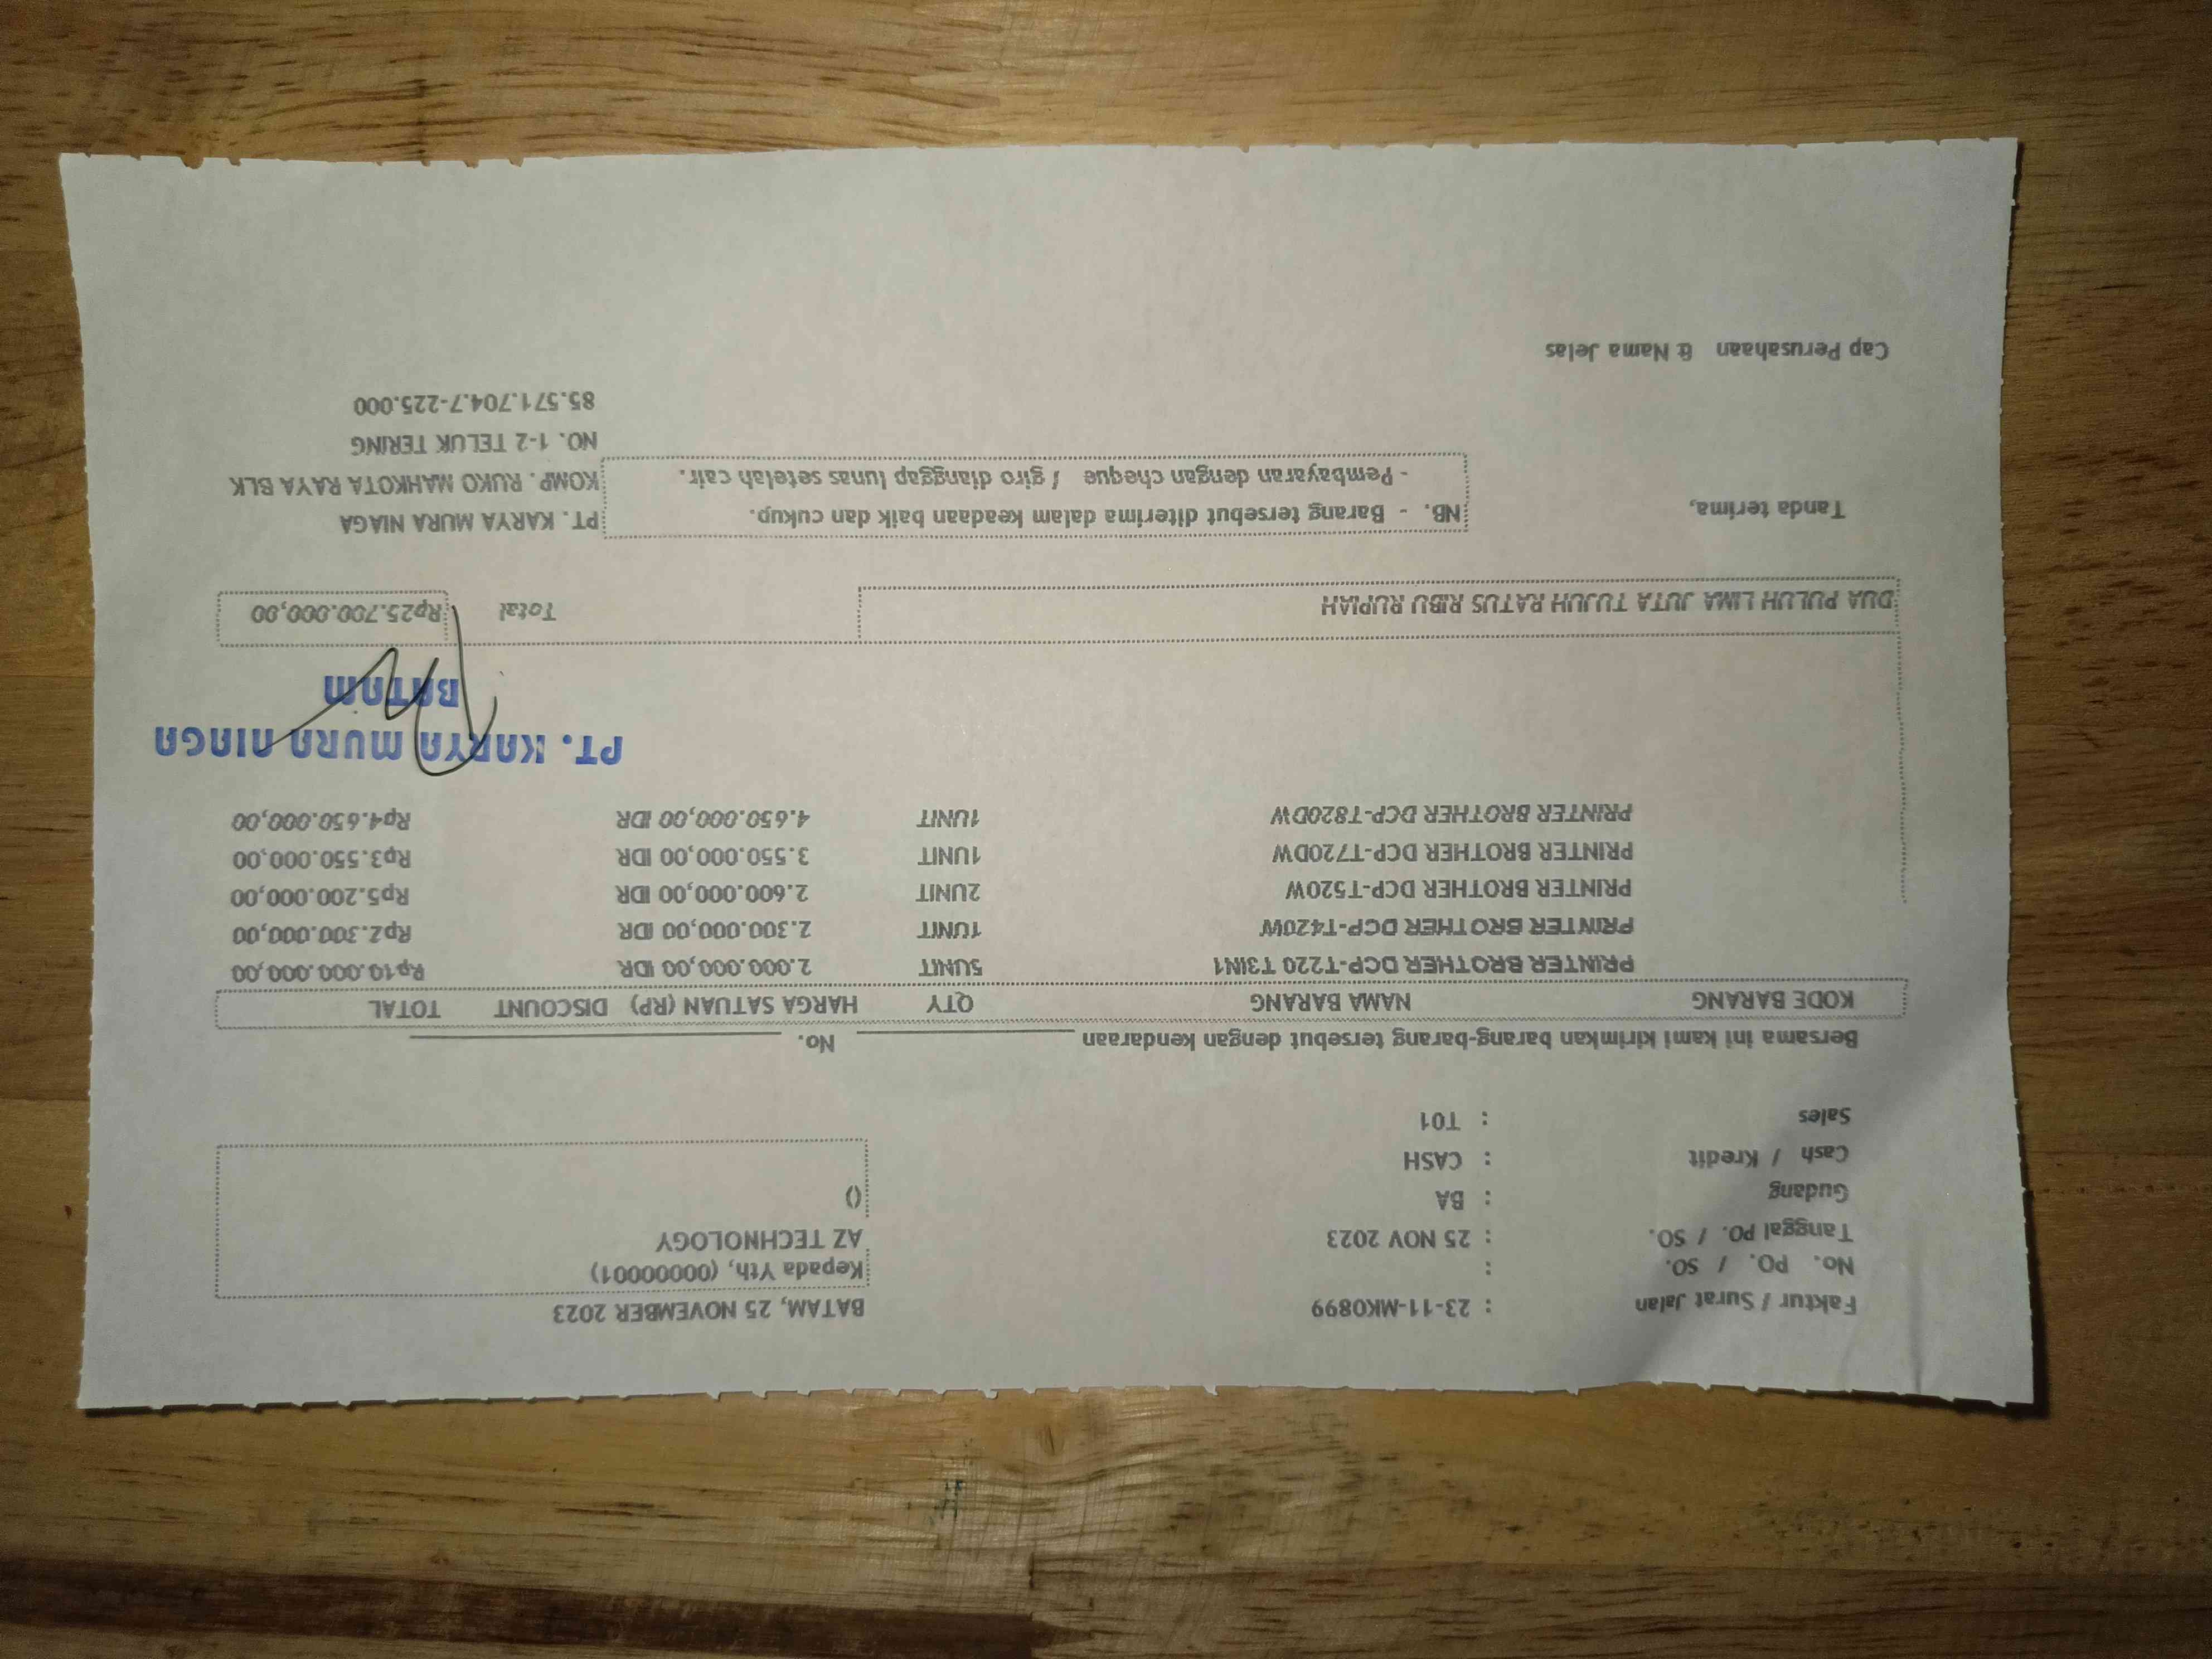 Faktur / Surat Jalan : 23-11-MK0899 BATAM, 25 NOVEMBER 2023
No. PO. / SO. : Kepada Yth, (00000001)
Tanggal PO. / SO. : 25 NOV 2023 AZ TECHNOLOGY
Gudang : BA ()
Cash / Kredit : CASH
Sales : T01
Bersama ini kami kirimkan barang-barang tersebut dengan kendaraan No.
KODE BARANG NAMA BARANG QTY HARGA SATUAN (RP) DISCOUNT TOTAL
PRINTER BROTHER DCP-T220 T3IN1 5UNIT 2.000.000,00 IDR Rp10.000.000,00
PRINTER BROTHER DCP-T420W 1UNIT 2.300.000,00 IDR Rp2.300.000,00
PRINTER BROTHER DCP-T520W 2UNIT 2.600.000,00 IDR Rp5.200.000,00
PRINTER BROTHER DCP-T720DW 1UNIT 3.550.000,00 IDR Rp3.550.000,00
PRINTER BROTHER DCP-T820DW 1UNIT 4.650.000,00 IDR Rp4.650.000,00
PT. KARYA MURA NIAGA
BATAM
DUA PULUH LIMA JUTA TUJUH RATUS RIBU RUPIAH Total Rp25.700.000,00
Tanda terima,
NB. - Barang tersebut diterima dalam keadaan baik dan cukup.
- Pembayaran dengan cheque / giro dianggap lunas setelah cair.
PT. KARYA MURA NIAGA
KOMP. RUKO MAHKOTA RAYA BLK
NO. 1-2 TELUK TERING
85.571.704.7-225.000
Cap Perusahaan & Nama Jelas